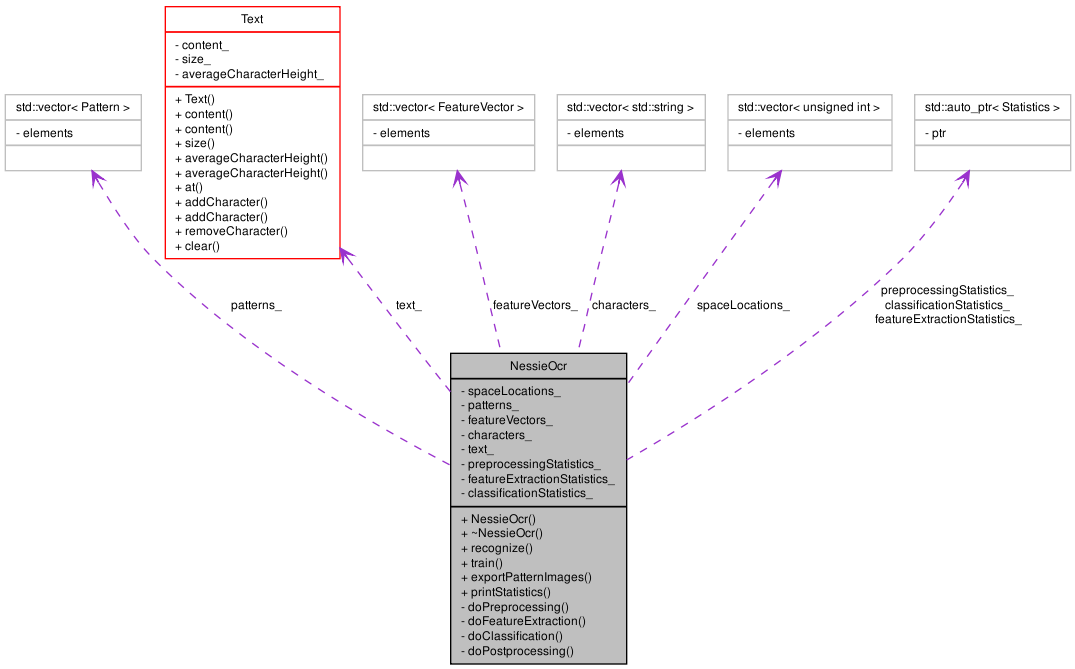 Text
- content_
- size_
- averageCharacterHeight_
+ Text()
+ content()
+ content()
+ size()
+ averageCharacterHeight()
+ averageCharacterHeight()
+ at()
+ addCharacter()
+ addCharacter()
+ removeCharacter()
+ clear()
std::vector< Pattern >
- elements
std::vector< FeatureVector >
- elements
std::vector< std::string >
- elements
std::vector< unsigned int >
- elements
std::auto_ptr< Statistics >
- ptr
patterns_
text_
featureVectors_
characters_
spaceLocations_
preprocessingStatistics_
classificationStatistics_
featureExtractionStatistics_
NessieOcr
- spaceLocations_
- patterns_
- featureVectors_
- characters_
- text_
- preprocessingStatistics_
- featureExtractionStatistics_
- classificationStatistics_
+ NessieOcr()
+ ~NessieOcr()
+ recognize()
+ train()
+ exportPatternImages()
+ printStatistics()
- doPreprocessing()
- doFeatureExtraction()
- doClassification()
- doPostprocessing()